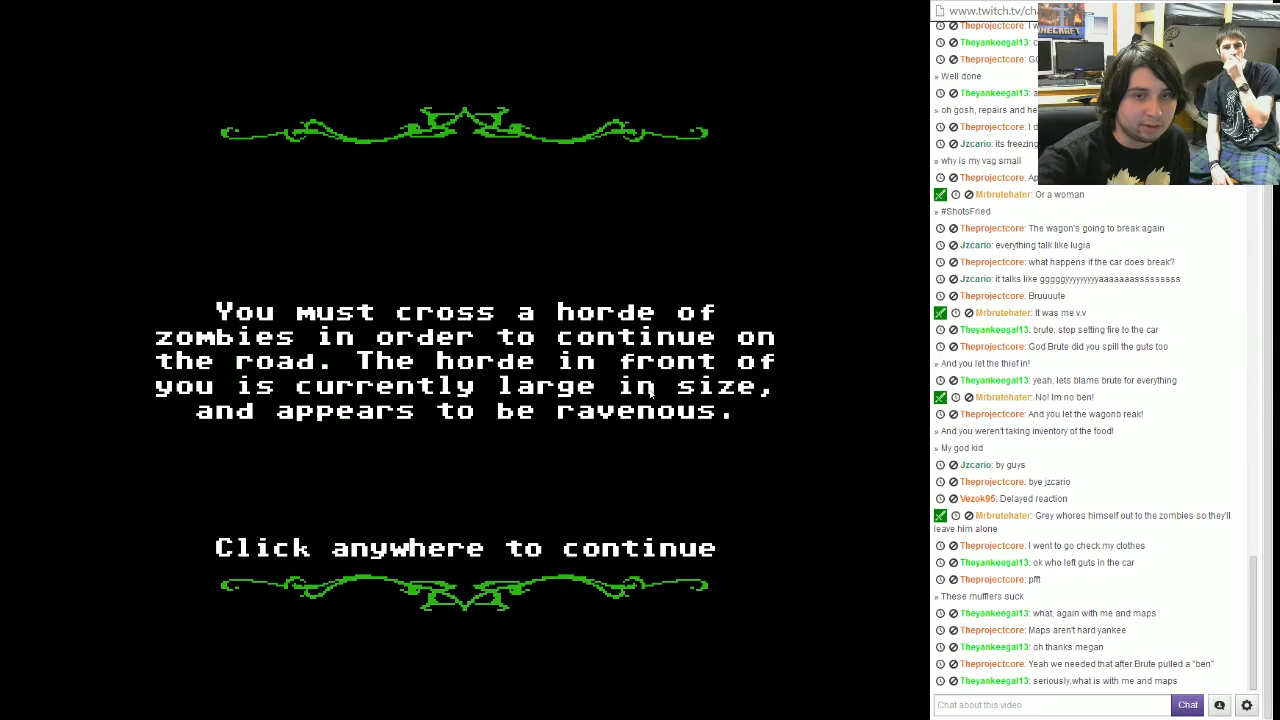 www.twitch.tv/ch
MINECRAFT
You must cross a horde of
zombies in order to continue on
the road. The horde in front of
you is currently large in size,
and appears to be ravenous.
Click anywhere to continue
Theprojectcore: I w
Theyankeegal13: c
Theprojectcore: GO
» Well done
Theyankeegal13: s
» oh gosh, repairs and he
Theprojectcore: I d
Jzcario: its freezing
» why is my vag small
Theprojectcore: Ap
Mrbrutehater: Or a woman
» #ShotsFried
Theprojectcore: The wagon's going to break again
Jzcario: everything talk like lugia
Theprojectcore: what happens if the car does break?
Jzcario: it talks like gggggyyyyyyyyaaaaaassssssss
Theprojectcore: Bruuuute
Mrbrutehater: It was me v.v
Theyankeegal13: brute, stop setting fire to the car
Theprojectcore: God Brute did you spill the guts too
» And you let the thief in!
Theyankeegal13: yeah, lets blame brute for everything
Mrbrutehater: No! Im no ben!
Theprojectcore: And you let the wagonb reak!
» And you weren't taking inventory of the food!
» My god kid
Jzcario: by guys
Theprojectcore: bye jzcario
Vezok95: Delayed reaction
Mrbrutehater: Grey whores himself out to the zombies so they'll
leave him alone
Theprojectcore: I went to go check my clothes
Theyankeegal13: ok who left guts in the car
Theprojectcore: pfft
» These mufflers suck
Theyankeegal13: what, again with me and maps
Theprojectcore: Maps aren't hard yankee
Theyankeegal13: oh thanks megan
Theprojectcore: Yeah we needed that after Brute pulled a "ben"
Theyankeegal13: seriously,what is with me and maps
Chat about this video
Chat